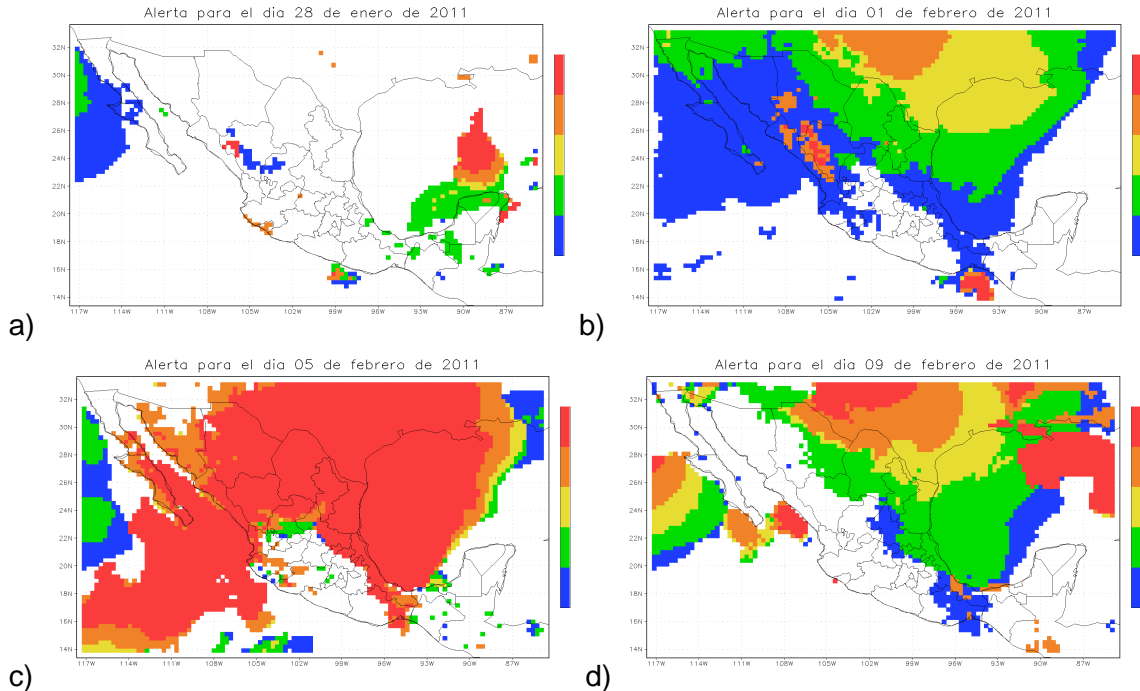 Alerta para el dia 28 de enero de 2011
32N
30N
28N
26N
24N
22N
20N
18N
16N
14N
117W 114W 111W 108W 105W 102W 99W 96W 93W 90W 87W
a)
Alerta para el dia 01 de febrero de 2011
32N
30N
28N
26N
24N
22N
20N
18N
16N
14N
117W 114W 111W 108W 105W 102W 99W 96W 93W 90W 87W
b)
Alerta para el dia 05 de febrero de 2011
32N
30N
28N
26N
24N
22N
20N
18N
16N
14N
117W 114W 111W 108W 105W 102W 99W 96W 93W 90W 87W
c)
Alerta para el dia 09 de febrero de 2011
32N
30N
28N
26N
24N
22N
20N
18N
16N
14N
117W 114W 111W 108W 105W 102W 99W 96W 93W 90W 87W
d)